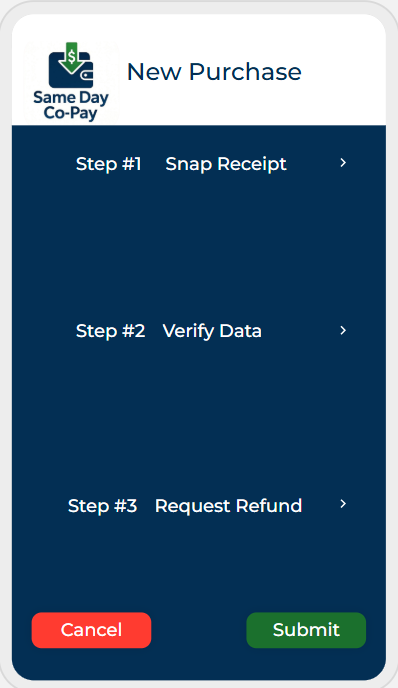 Same Day
Co-Pay
New Purchase
Step #1 Snap Receipt >
Step #2 Verify Data >
Step #3 Request Refund >
Cancel
Submit